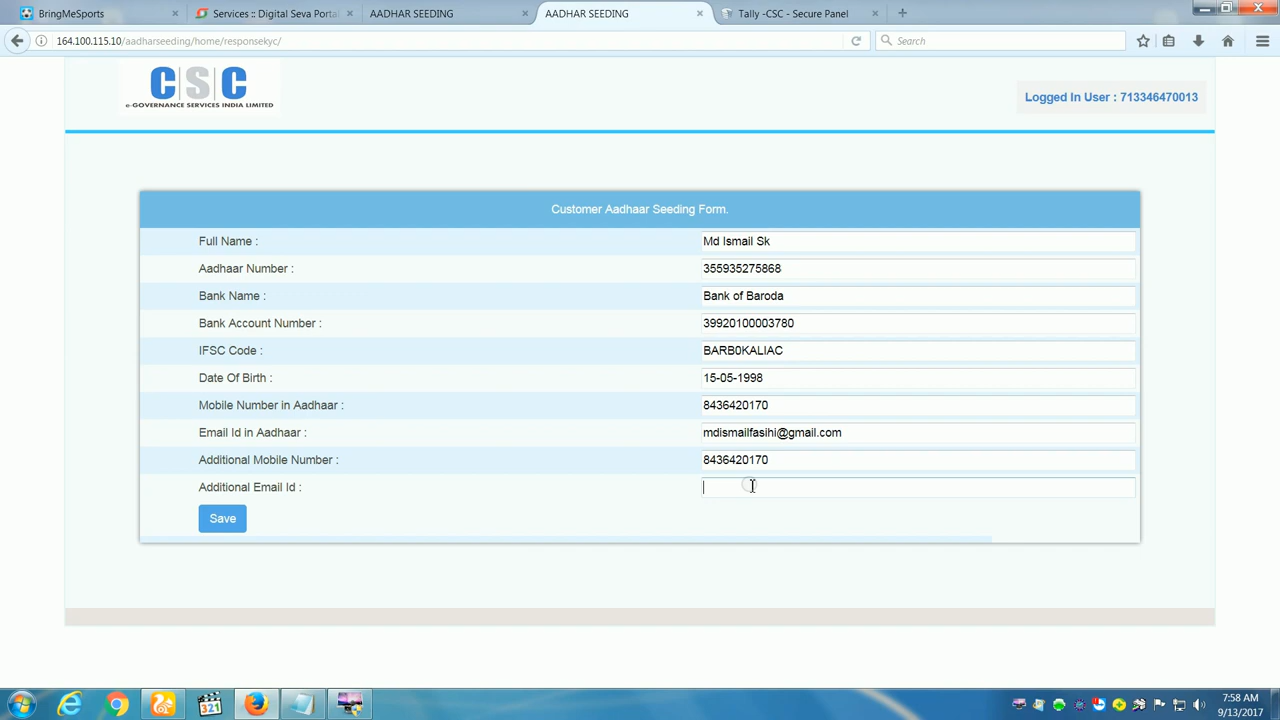 BringMeSports
Services :: Digital Seva Portal
AADHAR SEEDING
AADHAR SEEDING
Tally -CSC - Secure Panel
164.100.115.10/aadharseeding/home/responsekyc/
Search
CSC
e-GOVERNANCE SERVICES INDIA LIMITED
Logged In User : 713346470013
Customer Aadhaar Seeding Form.
Full Name : Md Ismail Sk
Aadhaar Number : 355935275868
Bank Name : Bank of Baroda
Bank Account Number : 39920100003780
IFSC Code : BARB0KALIAC
Date Of Birth : 15-05-1998
Mobile Number in Aadhaar : 8436420170
Email Id in Aadhaar : mdismailfasihi@gmail.com
Additional Mobile Number : 8436420170
Additional Email Id :
Save
321
7:58 AM
9/13/2017